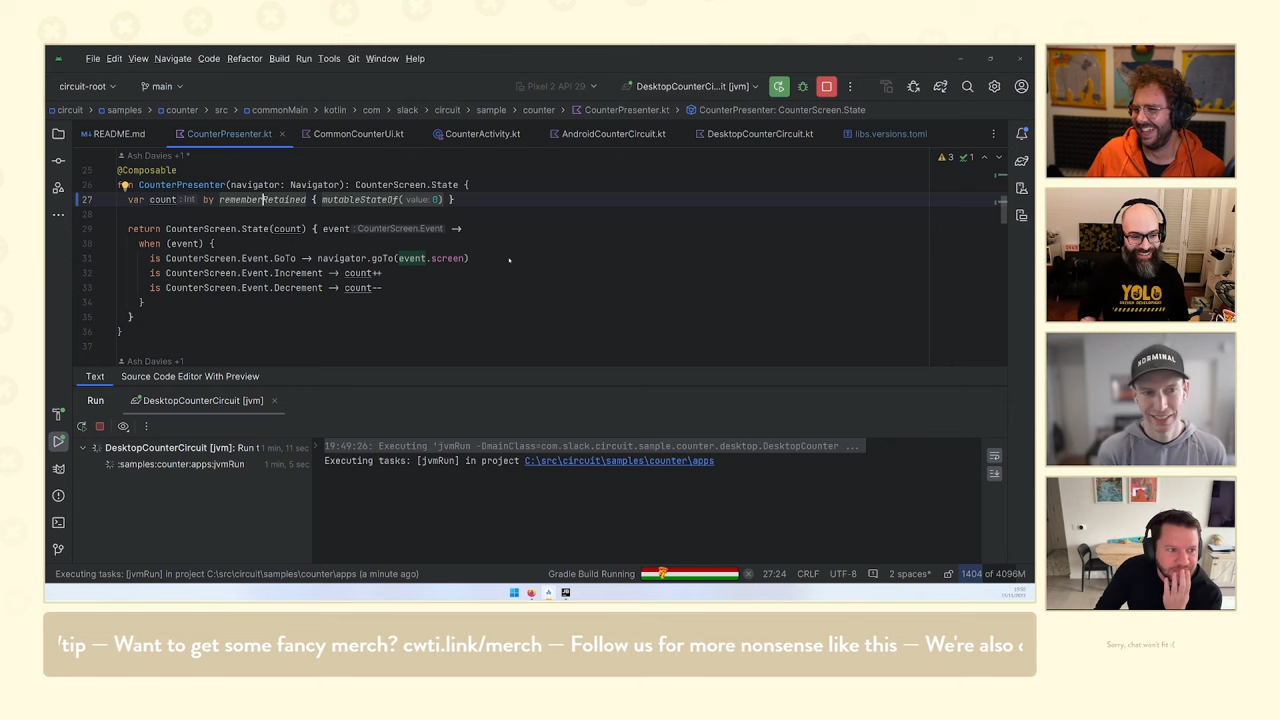 File Edit View Navigate Code Refactor Build Run Tools Git Window Help
circuit-root main Pixel 2 API 29 DesktopCounterCi...it [jvm]
circuit samples counter src commonMain kotlin com slack circuit sample counter CounterPresenter.kt CounterPresenter: CounterScreen.State
README.md CounterPresenter.kt CommonCounterUi.kt CounterActivity.kt AndroidCounterCircuit.kt DesktopCounterCircuit.kt libs.versions.toml
Ash Davies +1 *
3 1
25 @Composable
26 fun CounterPresenter(navigator: Navigator): CounterScreen.State {
27 var count: Int by rememberRetained { mutableStateOf( value: 0) }
28
29 return CounterScreen.State(count) { event : CounterScreen.Event ->
30 when (event) {
31 is CounterScreen.Event.GoTo -> navigator.goTo(event.screen)
32 is CounterScreen.Event.Increment -> count++
33 is CounterScreen.Event.Decrement -> count--
34 }
35 }
36 }
37
Ash Davies +1
Text Source Code Editor With Preview
Run DesktopCounterCircuit [jvm]
DesktopCounterCircuit [jvm]: Run t 1 min, 11 sec
:samples:counter:apps:jvmRun 1 min, 5 sec
19:49:26: Executing 'jvmRun -DmainClass=com.slack.circuit.sample.counter.desktop.DesktopCounter ...
Executing tasks: [jvmRun] in project C:\src\circuit\samples\counter\apps
Executing tasks: [jvmRun] in project C:\src\circuit\samples\counter\apps (a minute ago) Gradle Build Running 27:24 CRLF UTF-8 2 spaces* 1404 of 4096M
YOLO
DRIVEN DEVELOPMENT
NORMINAL
/tip — Want to get some fancy merch? cwti.link/merch — Follow us for more nonsense like this — We're also
Sorry, chat won't fit :(